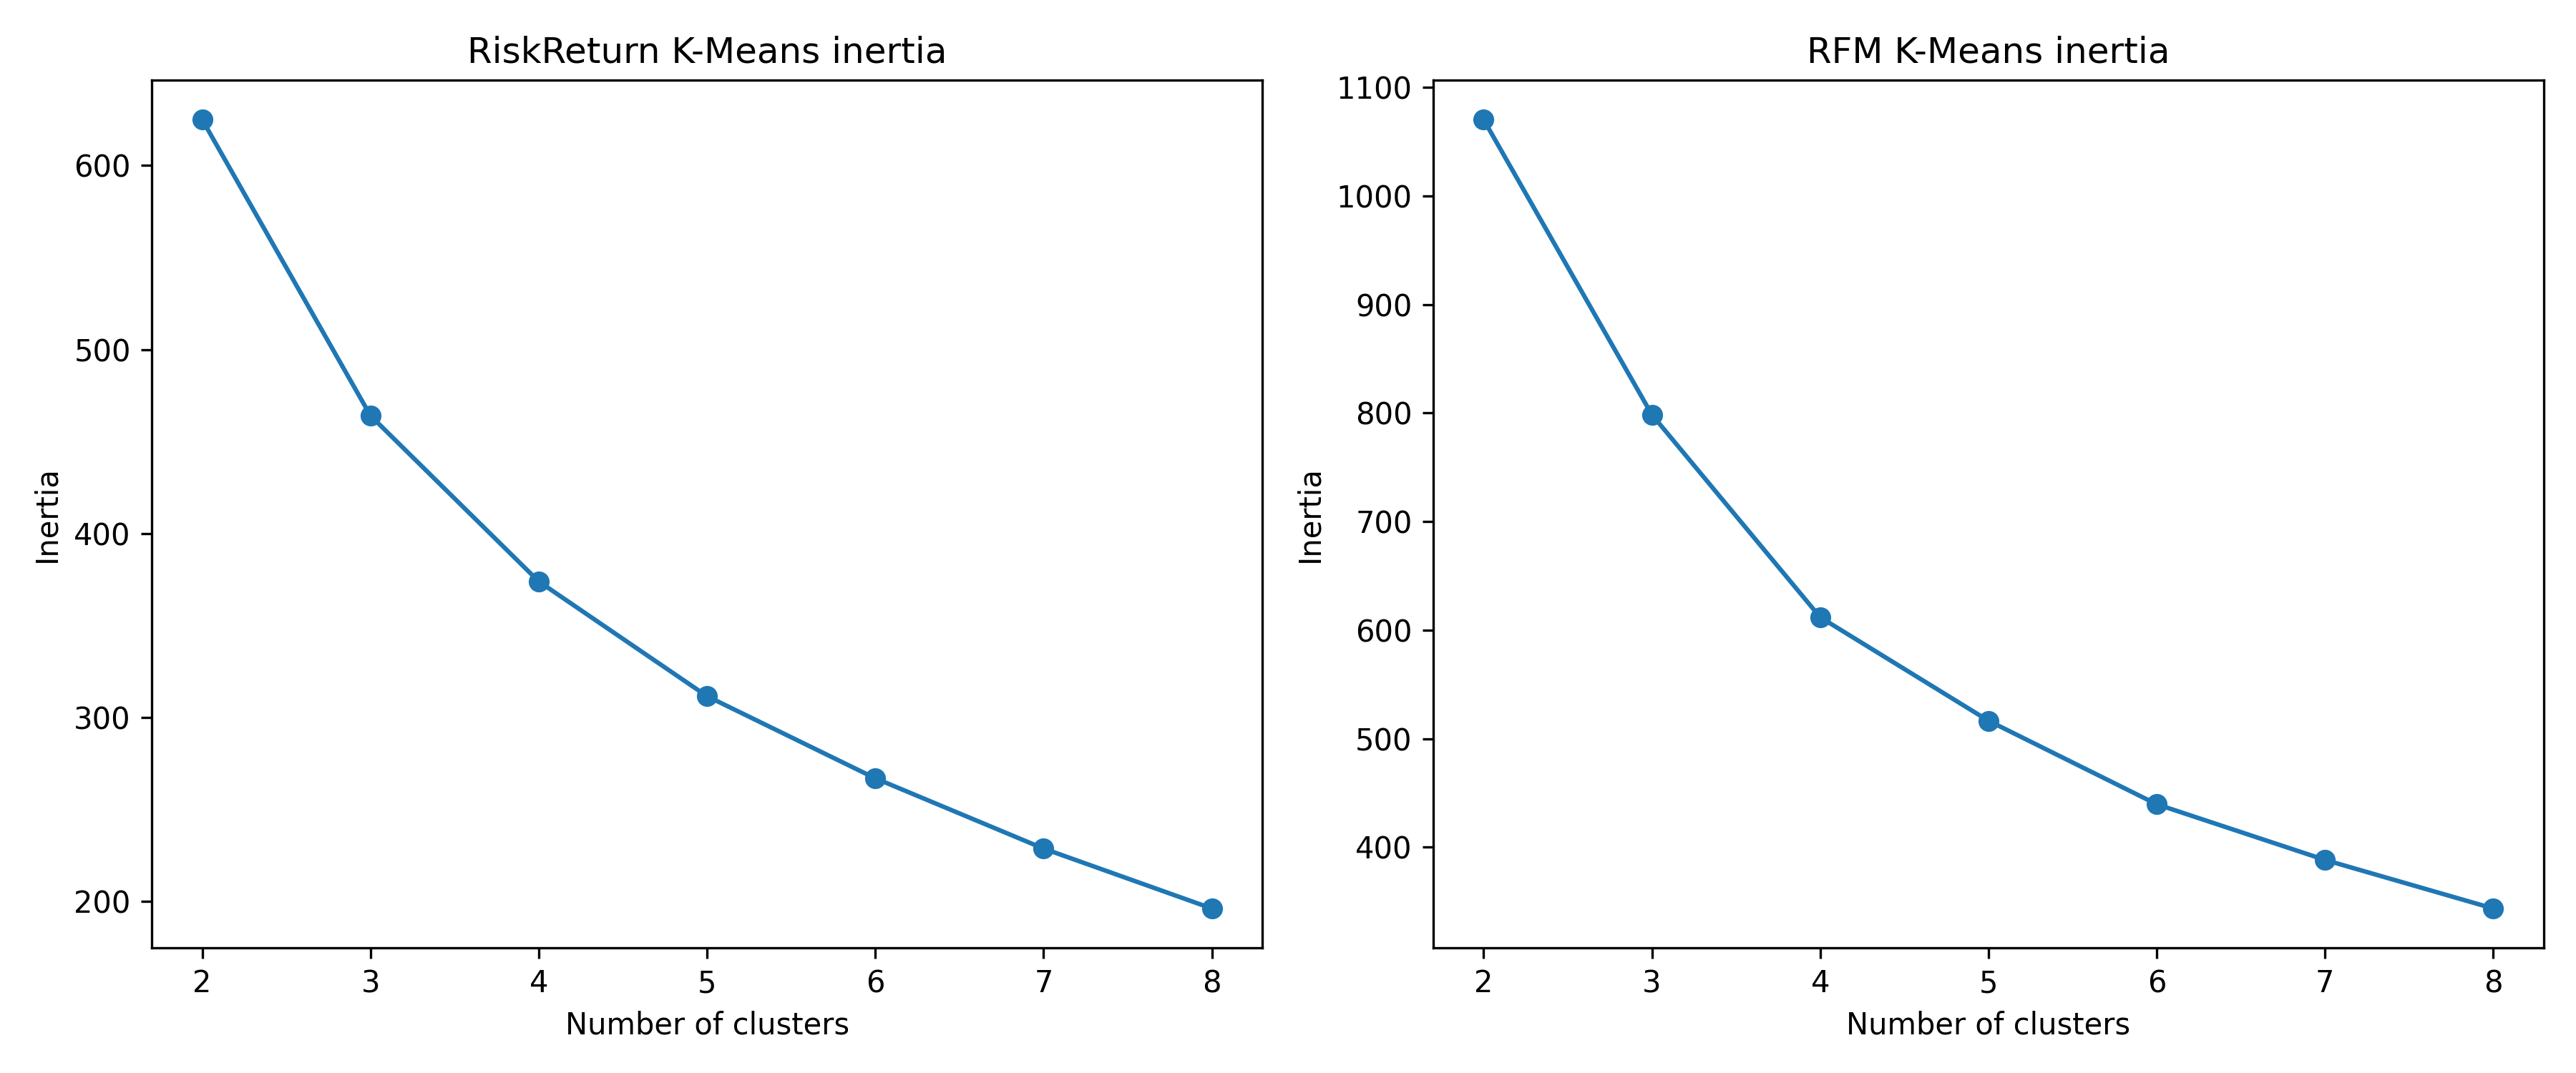 RiskReturn K-Means inertia
600
500
400
300
200
Inertia
2 3 4 5 6 7 8
Number of clusters
RFM K-Means inertia
1100
1000
900
800
700
600
500
400
Inertia
2 3 4 5 6 7 8
Number of clusters